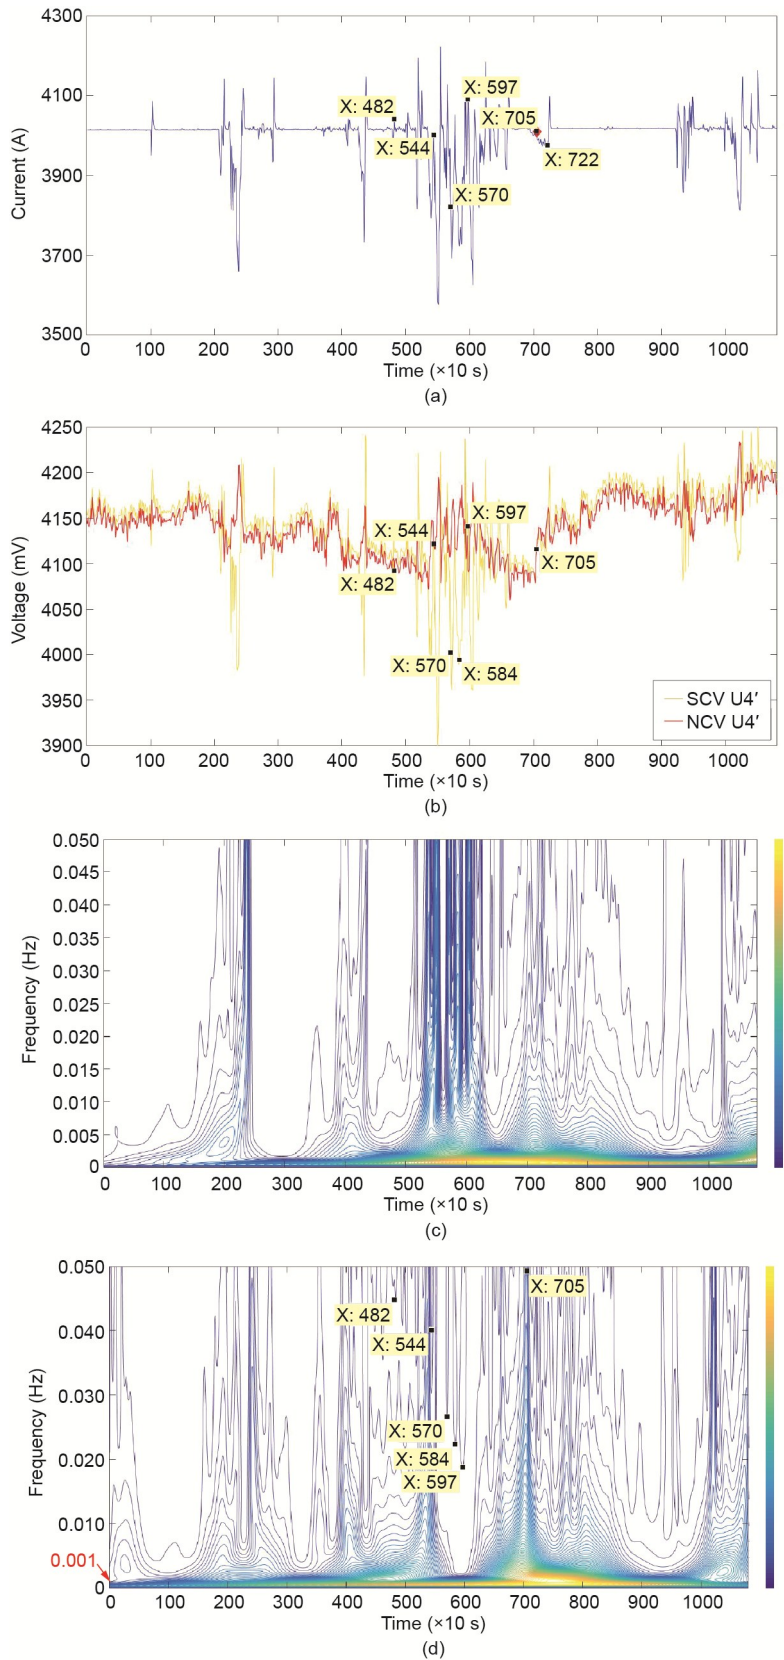 4300
4100
3900
3700
3500
Current (A)
X: 482
X: 597
X: 705
X: 544
X: 722
X: 570
0 100 200 300 400 500 600 700 800 900 1000
Time (×10 s)
(a)
4250
4200
4150
4100
4050
4000
3950
3900
Voltage (mV)
X: 544
X: 597
X: 482
X: 705
X: 570
X: 584
SCV U4′
NCV U4′
0 100 200 300 400 500 600 700 800 900 1000
Time (×10 s)
(b)
0.050
0.045
0.040
0.035
0.030
0.025
0.020
0.015
0.010
0.005
0
Frequency (Hz)
0 100 200 300 400 500 600 700 800 900 1000
Time (×10 s)
(c)
0.050
0.040
0.030
0.020
0.010
0
Frequency (Hz)
X: 705
X: 482
X: 544
X: 570
X: 584
X: 597
0.001
0 100 200 300 400 500 600 700 800 900 1000
Time (×10 s)
(d)